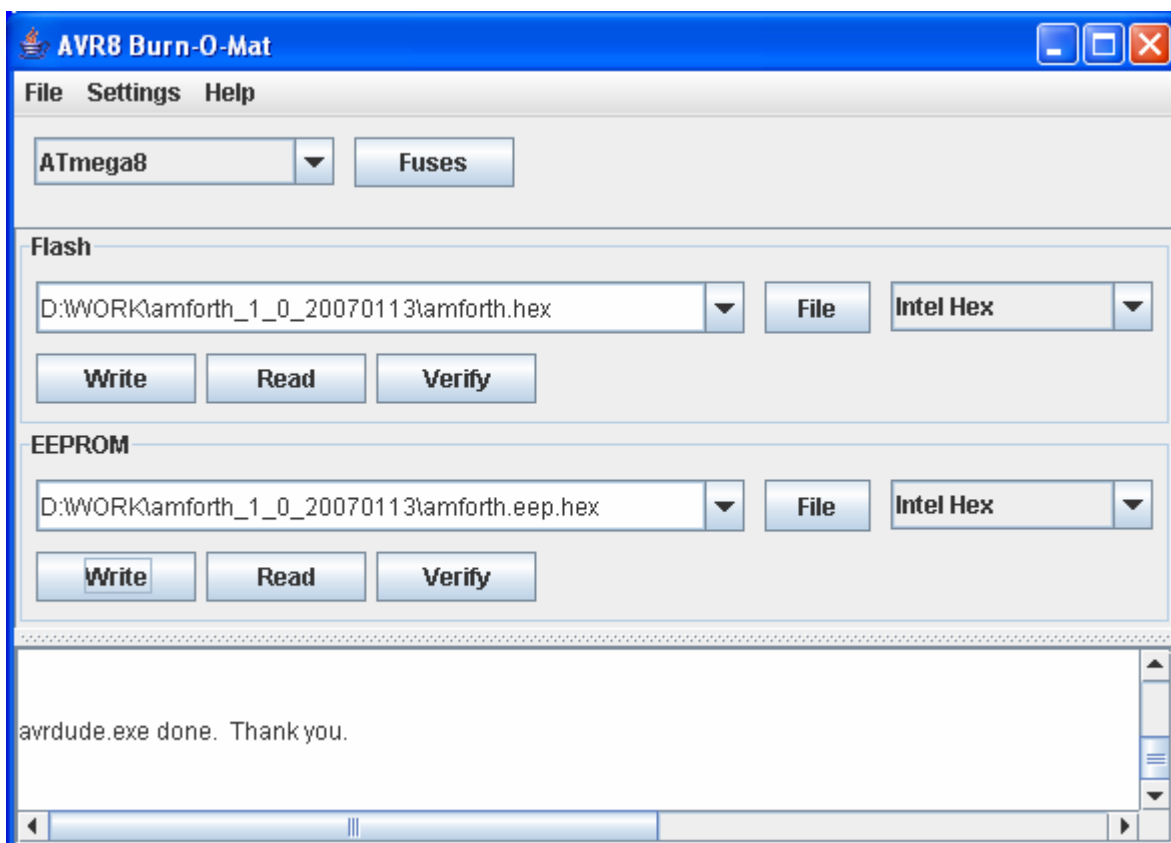 AVR8 Burn-O-Mat
File Settings Help
ATmega8 Fuses
Flash
D:\WORK\amforth_1_0_20070113\amforth.hex File Intel Hex
Write Read Verify
EEPROM
D:\WORK\amforth_1_0_20070113\amforth.eep.hex File Intel Hex
Write Read Verify
avrdude.exe done.  Thank you.